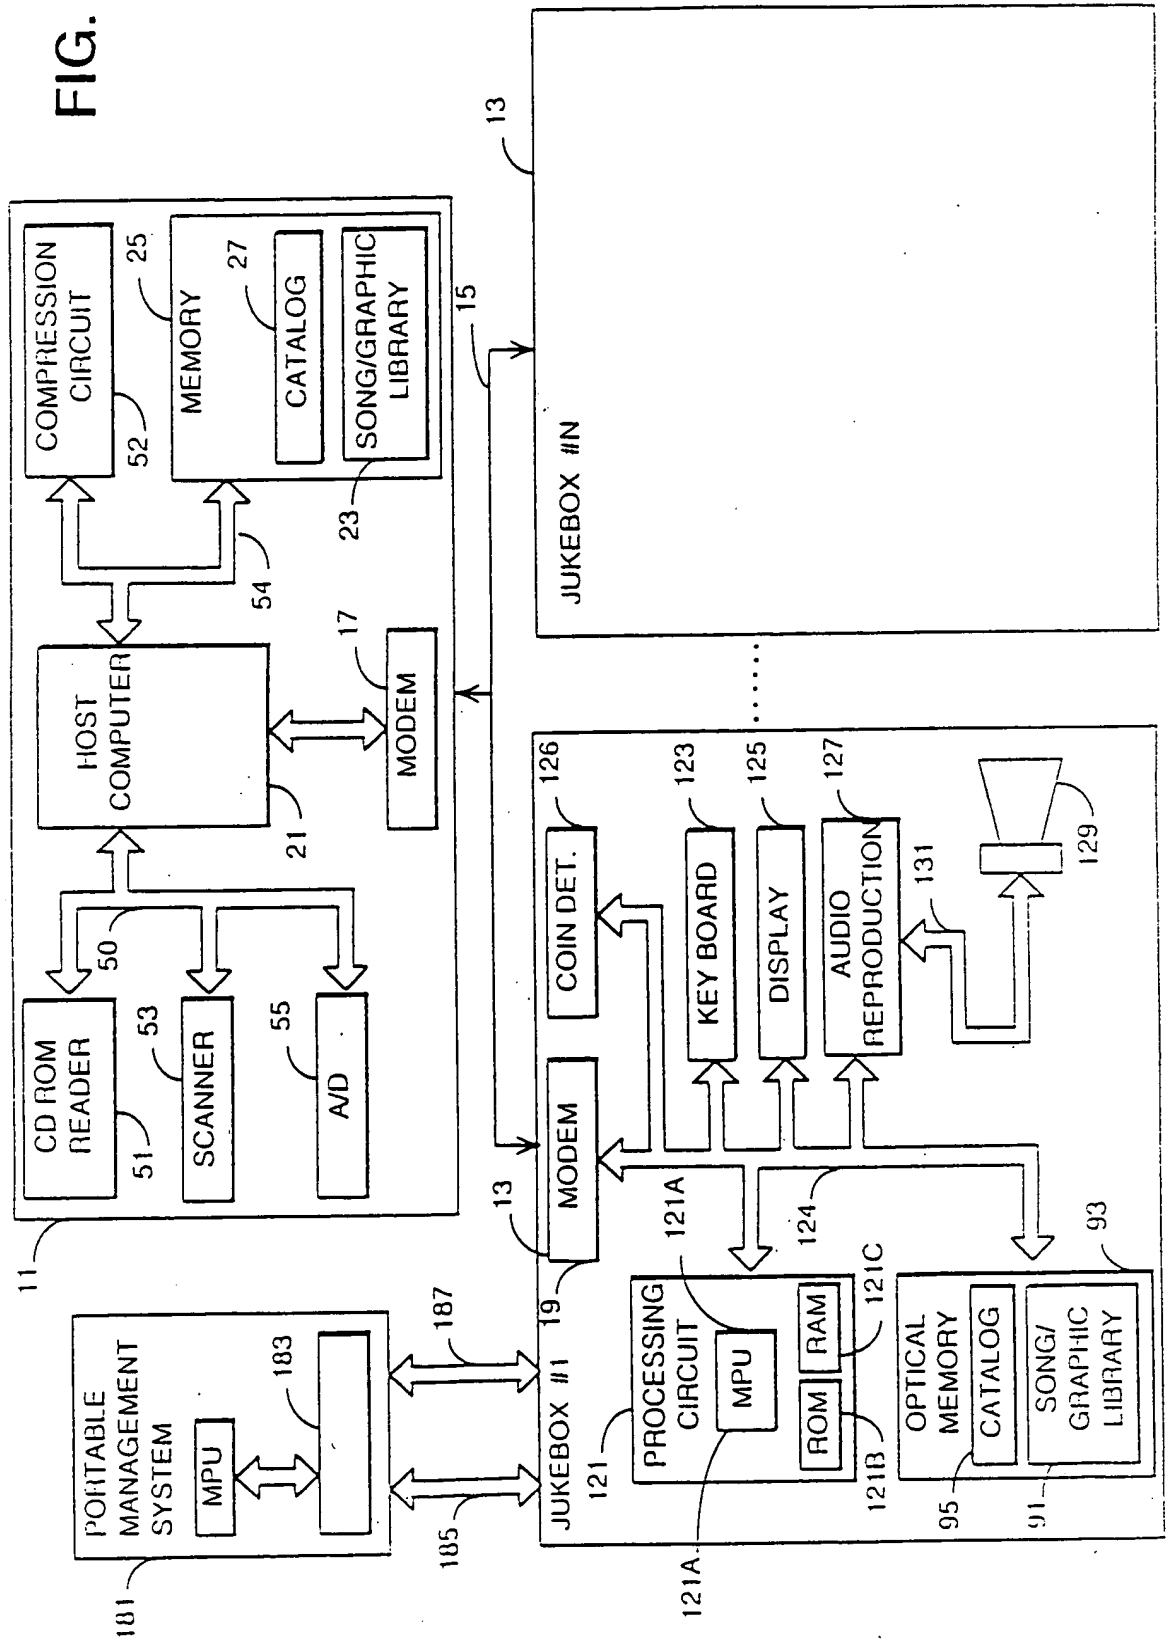 FIG.
11
CD ROM
READER
51
50
SCANNER
53
A/D
55
HOST
COMPUTER
21
MODEM
17
54
COMPRESSION
CIRCUIT
52
MEMORY
25
CATALOG
27
SONG/GRAPHIC
LIBRARY
23
15
PORTABLE
MANAGEMENT
SYSTEM
MPU
183
181
185
187
JUKEBOX #1
19
13
MODEM
COIN DET.
126
KEY BOARD
123
DISPLAY
125
AUDIO
REPRODUCTION
127
131
129
124
PROCESSING
CIRCUIT
121
MPU
121A
121A
ROM
121B
RAM
121C
OPTICAL
MEMORY
93
CATALOG
95
SONG/
GRAPHIC
LIBRARY
91
JUKEBOX #N
13